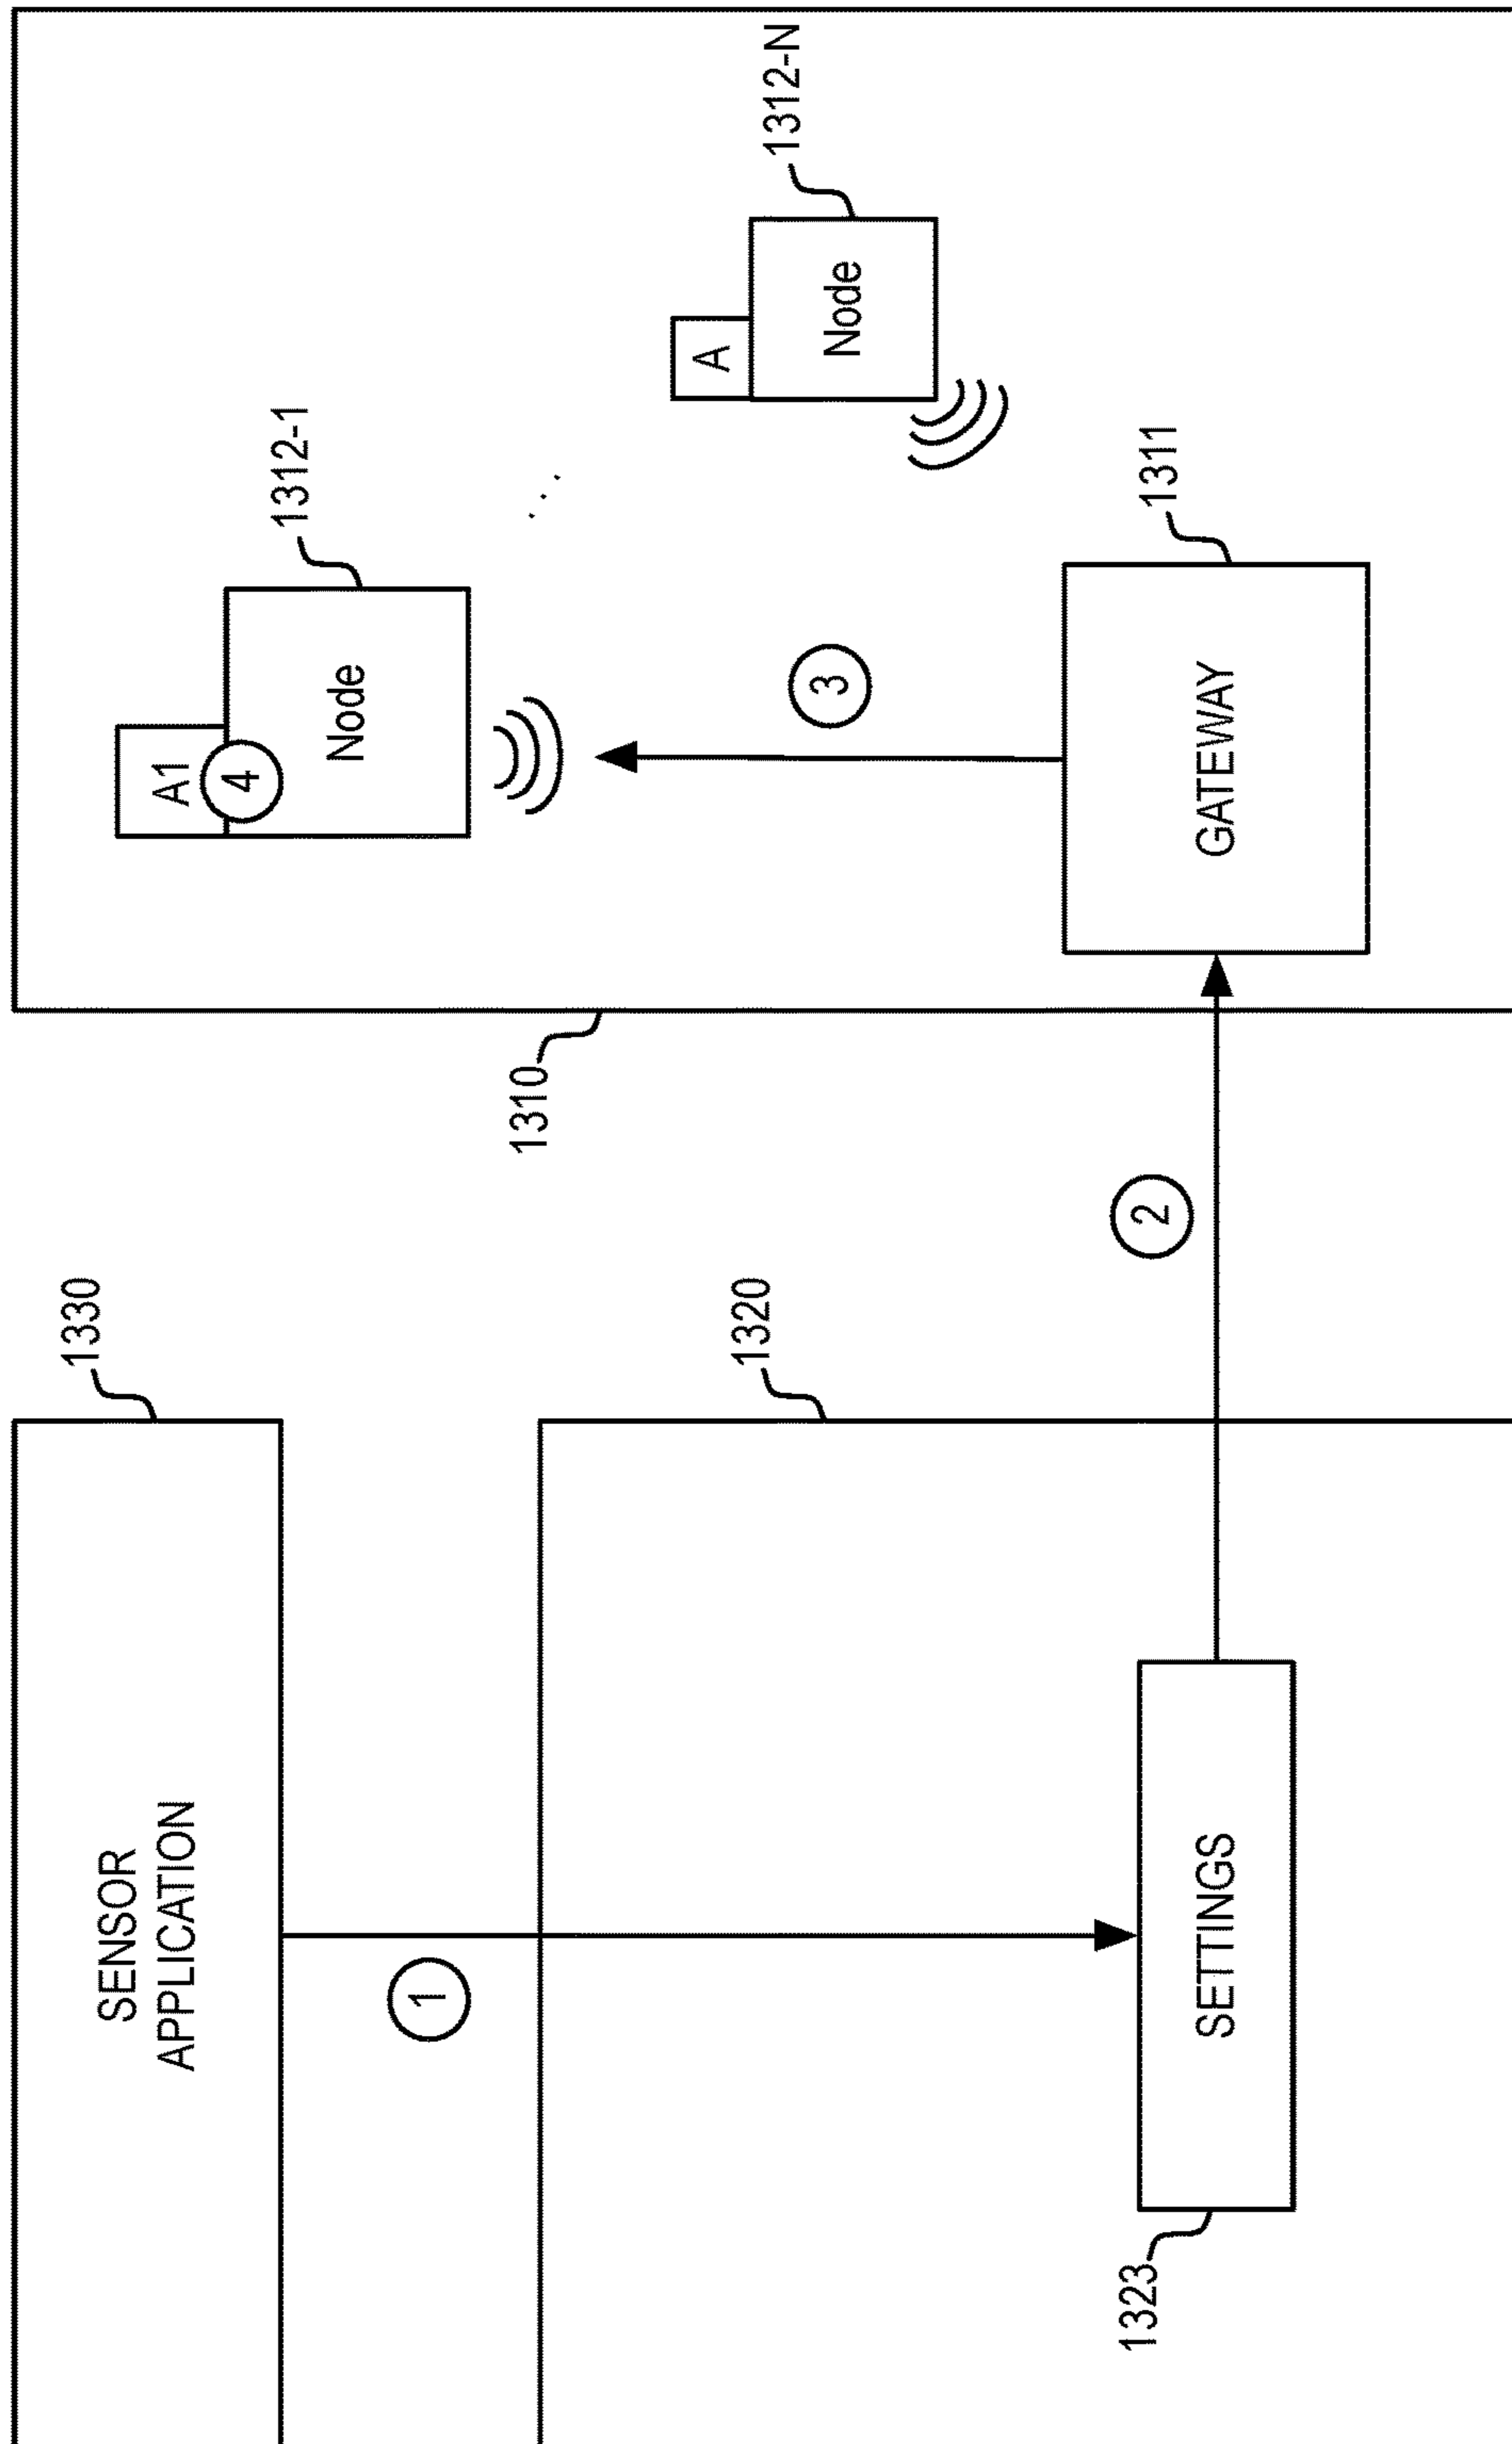 SENSOR
APPLICATION
1330
1
1320
SETTINGS
1323
2
1310
A1
4
Node
1312-1
. . .
A
Node
1312-N
3
GATEWAY
1311